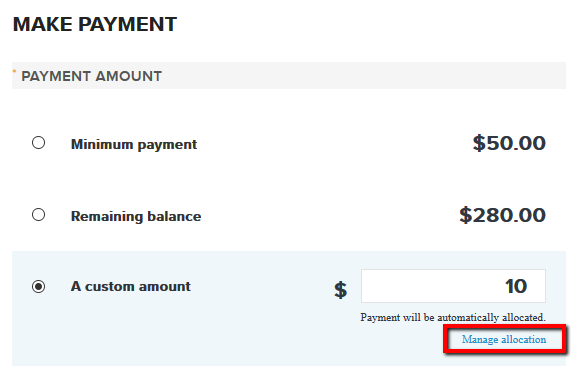 MAKE PAYMENT
* PAYMENT AMOUNT
Minimum payment $50.00
Remaining balance $280.00
A custom amount $ 10
Payment will be automatically allocated.
Manage allocation